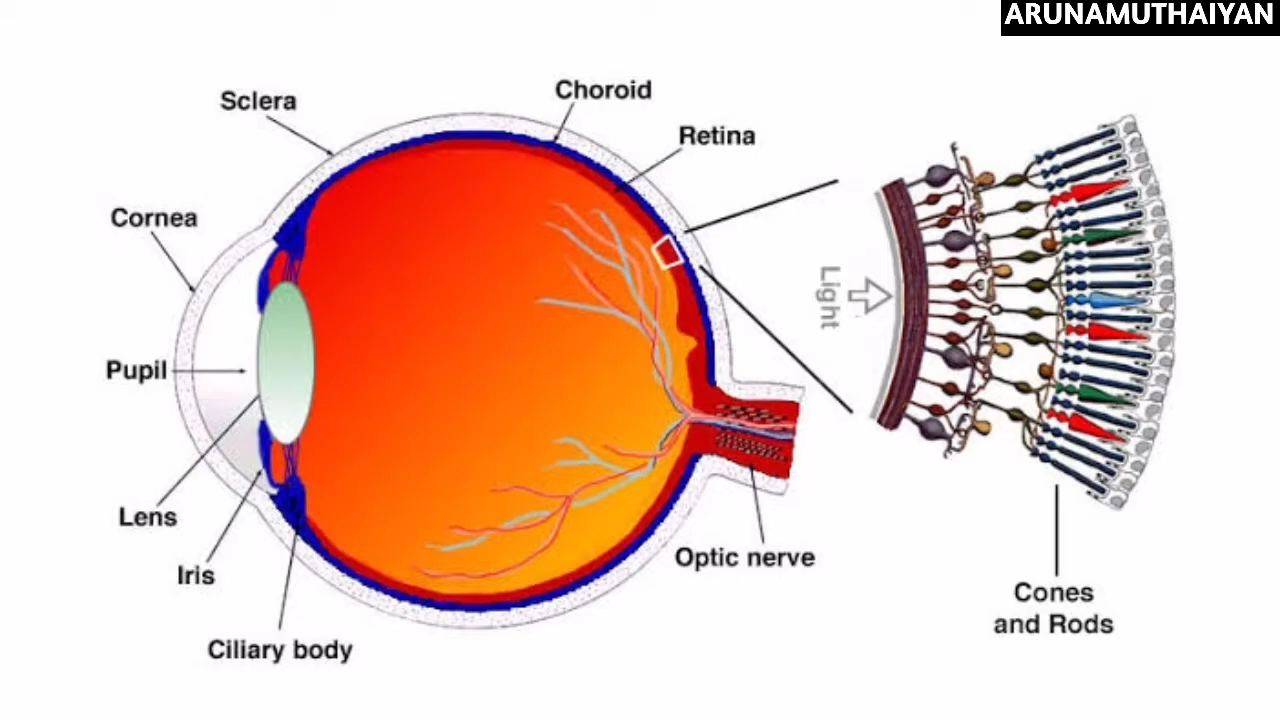 ARUNAMUTHAIYAN
Choroid
Sclera
Retina
Cornea
Light
Pupil
Lens
Optic nerve
Iris
Cones
and Rods
Ciliary body